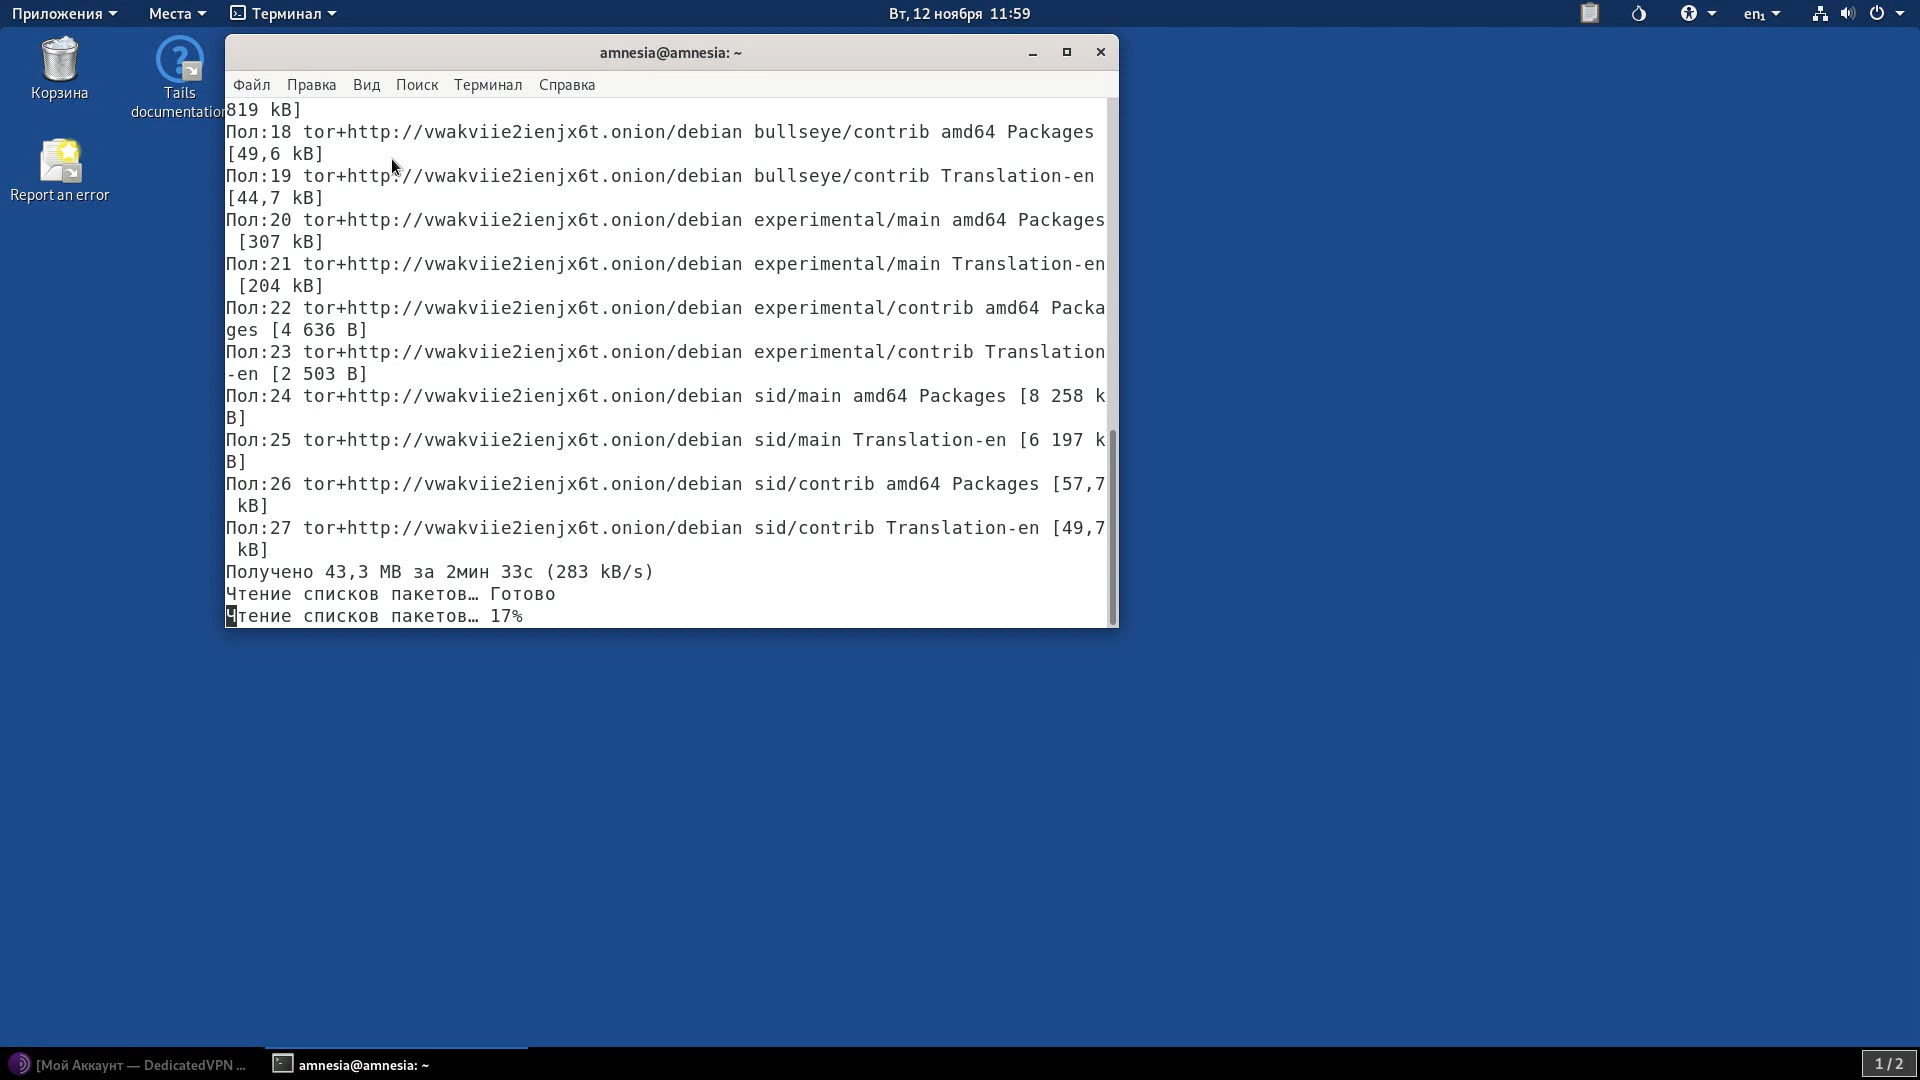 Приложения Места Терминал Вт, 12 ноября 11:59 en₁
Корзина
Tails
documentation
Report an error
amnesia@amnesia: ~
Файл Правка Вид Поиск Терминал Справка
819 kB]
Пол:18 tor+http://vwakviie2ienjx6t.onion/debian bullseye/contrib amd64 Packages
[49,6 kB]
Пол:19 tor+http://vwakviie2ienjx6t.onion/debian bullseye/contrib Translation-en
[44,7 kB]
Пол:20 tor+http://vwakviie2ienjx6t.onion/debian experimental/main amd64 Packages
[307 kB]
Пол:21 tor+http://vwakviie2ienjx6t.onion/debian experimental/main Translation-en
[204 kB]
Пол:22 tor+http://vwakviie2ienjx6t.onion/debian experimental/contrib amd64 Packa
ges [4 636 B]
Пол:23 tor+http://vwakviie2ienjx6t.onion/debian experimental/contrib Translation
-en [2 503 B]
Пол:24 tor+http://vwakviie2ienjx6t.onion/debian sid/main amd64 Packages [8 258 k
B]
Пол:25 tor+http://vwakviie2ienjx6t.onion/debian sid/main Translation-en [6 197 k
B]
Пол:26 tor+http://vwakviie2ienjx6t.onion/debian sid/contrib amd64 Packages [57,7
kB]
Пол:27 tor+http://vwakviie2ienjx6t.onion/debian sid/contrib Translation-en [49,7
kB]
Получено 43,3 MB за 2мин 33с (283 kB/s)
Чтение списков пакетов… Готово
Чтение списков пакетов… 17%
[Мой Аккаунт — DedicatedVPN ... amnesia@amnesia: ~ 1 / 2